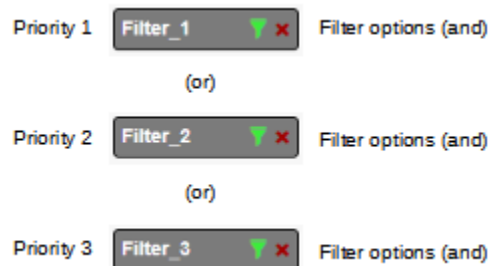 Priority 1 Filter_1 Filter options (and)
(or)
Priority 2 Filter_2 Filter options (and)
(or)
Priority 3 Filter_3 Filter options (and)